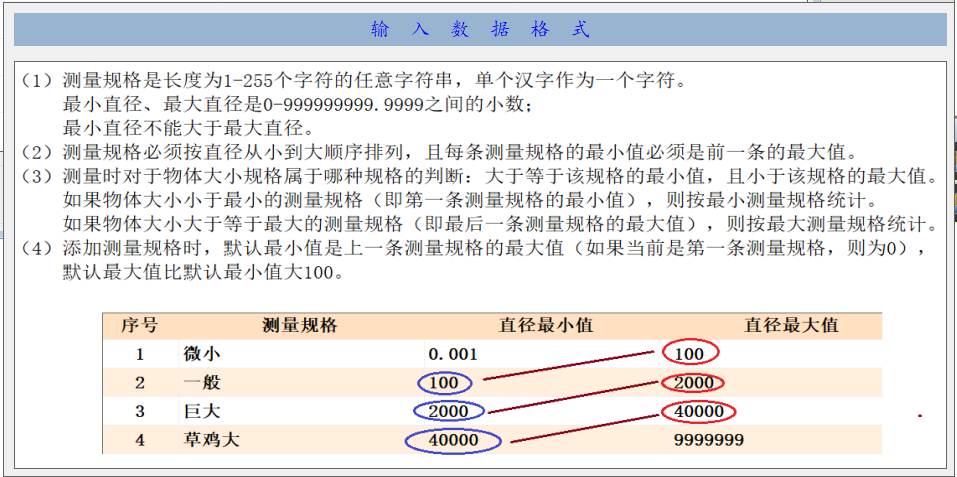 输入数据格式
（1）测量规格是长度为1-255个字符的任意字符串，单个汉字作为一个字符。
最小直径、最大直径是0-999999999.9999之间的小数；
最小直径不能大于最大直径。
（2）测量规格必须按直径从小到大顺序排列，且每条测量规格的最小值必须是前一条的最大值。
（3）测量时对于物体大小规格属于哪种规格的判断：大于等于该规格的最小值，且小于该规格的最大值。
如果物体大小小于最小的测量规格（即第一条测量规格的最小值），则按最小测量规格统计。
如果物体大小大于等于最大的测量规格（即最后一条测量规格的最大值），则按最大测量规格统计。
（4）添加测量规格时，默认最小值是上一条测量规格的最大值（如果当前是第一条测量规格，则为0），
默认最大值比默认最小值大100。
序号 测量规格 直径最小值 直径最大值
1 微小 0.001 100
2 一般 100 2000
3 巨大 2000 40000
4 草鸡大 40000 9999999